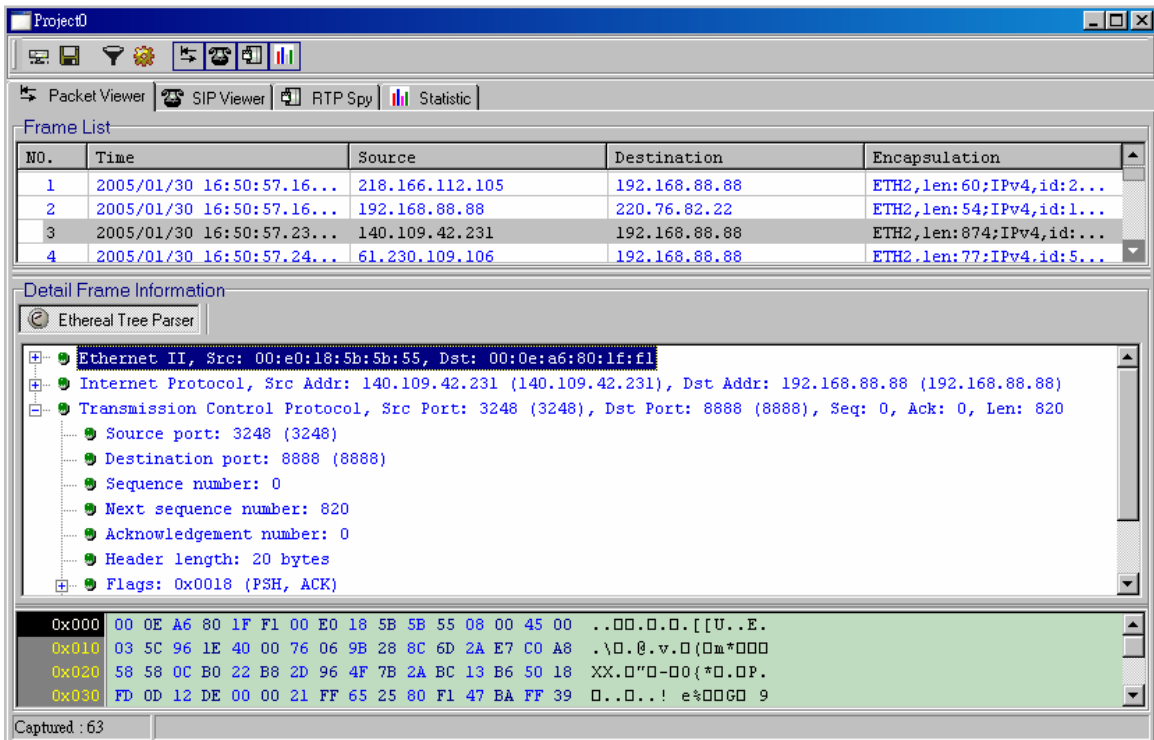 Project0
Packet Viewer SIP Viewer RTP Spy Statistic
Frame List
NO. Time Source Destination Encapsulation
1 2005/01/30 16:50:57.16... 218.166.112.105 192.168.88.88 ETH2,len:60;IPv4,id:2...
2 2005/01/30 16:50:57.16... 192.168.88.88 220.76.82.22 ETH2,len:54;IPv4,id:1...
3 2005/01/30 16:50:57.23... 140.109.42.231 192.168.88.88 ETH2,len:874;IPv4,id:...
4 2005/01/30 16:50:57.24... 61.230.109.106 192.168.88.88 ETH2,len:77;IPv4,id:5...
Detail Frame Information
Ethereal Tree Parser
Ethernet II, Src: 00:e0:18:5b:5b:55, Dst: 00:0e:a6:80:1f:f1
Internet Protocol, Src Addr: 140.109.42.231 (140.109.42.231), Dst Addr: 192.168.88.88 (192.168.88.88)
Transmission Control Protocol, Src Port: 3248 (3248), Dst Port: 8888 (8888), Seq: 0, Ack: 0, Len: 820
Source port: 3248 (3248)
Destination port: 8888 (8888)
Sequence number: 0
Next sequence number: 820
Acknowledgement number: 0
Header length: 20 bytes
Flags: 0x0018 (PSH, ACK)
0x000 00 0E A6 80 1F F1 00 E0 18 5B 5B 55 08 00 45 00 ..□□.□.□.[[U..E.
0x010 03 5C 96 1E 40 00 76 06 9B 28 8C 6D 2A E7 C0 A8 .\□.@.v.□(□m*□□□
0x020 58 58 0C B0 22 B8 2D 96 4F 7B 2A BC 13 B6 50 18 XX.□"□-□O{*□.□P.
0x030 FD 0D 12 DE 00 00 21 FF 65 25 80 F1 47 BA FF 39 □..□..! e%□□G□ 9
Captured : 63